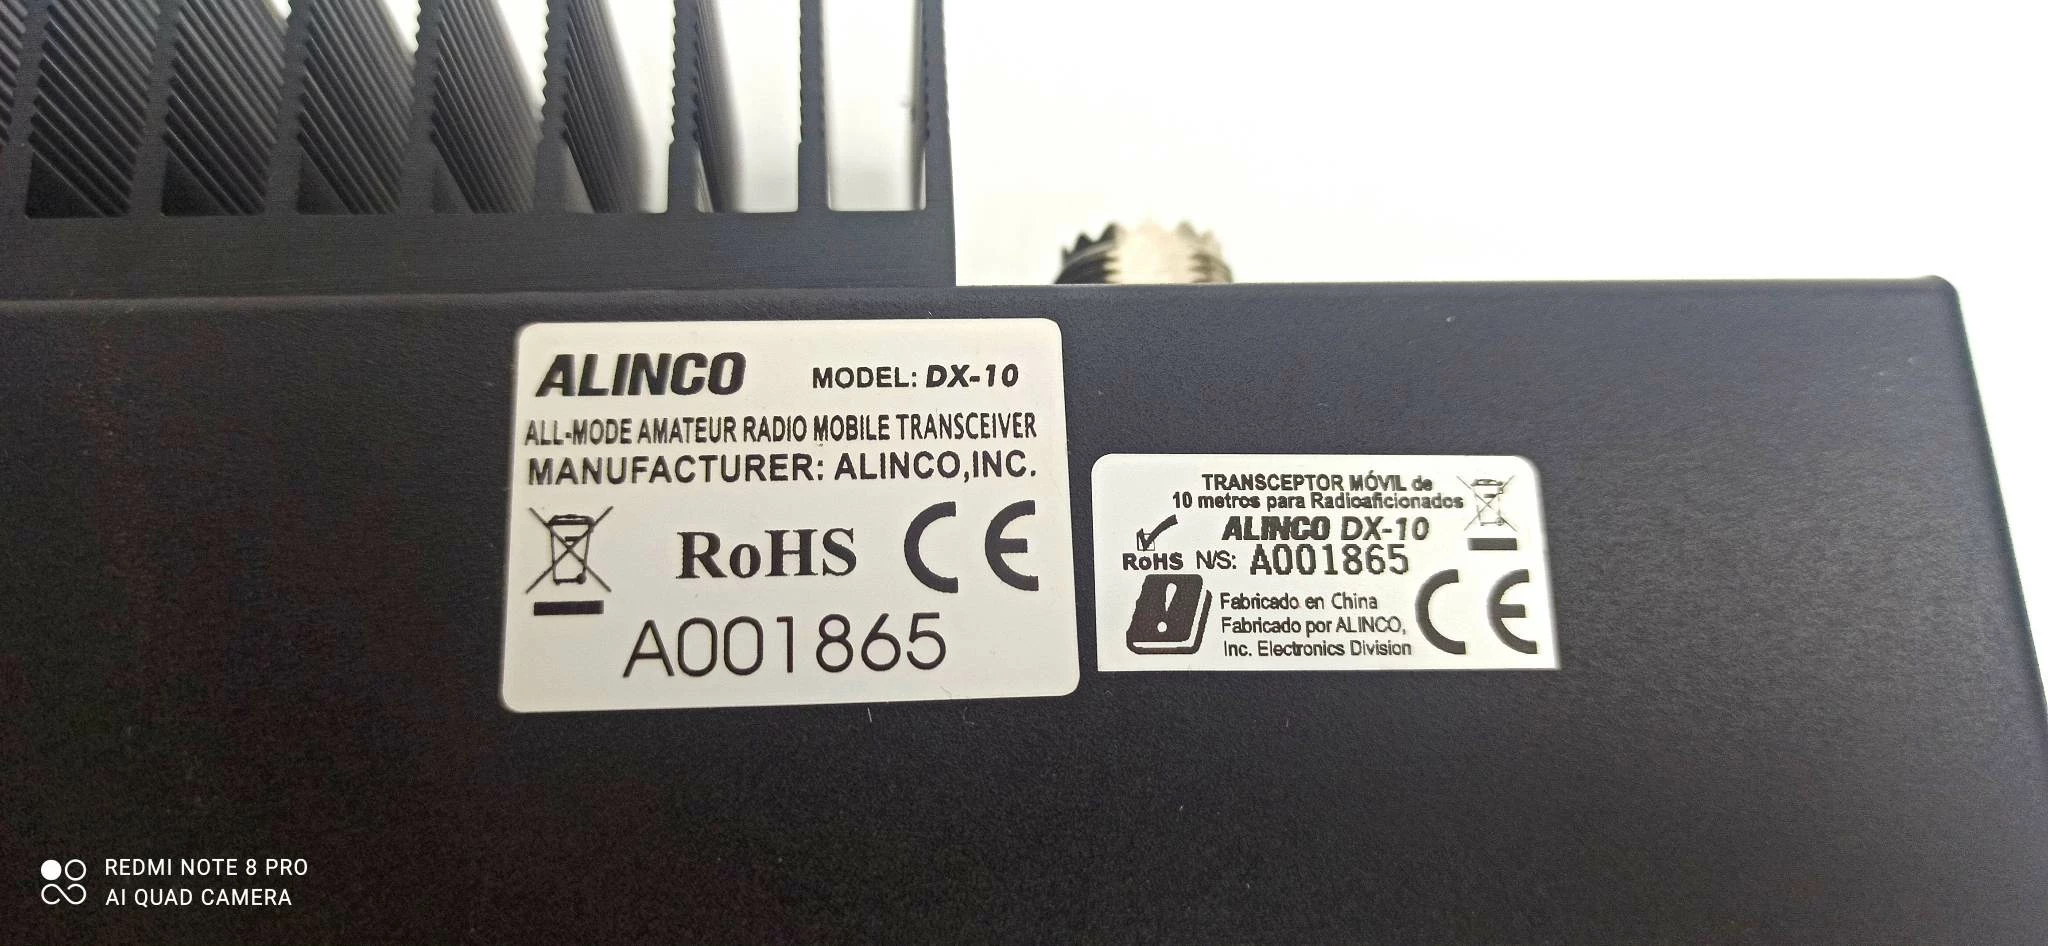 ALINCO MODEL: DX-10
ALL-MODE AMATEUR RADIO MOBILE TRANSCEIVER
MANUFACTURER: ALINCO,INC.
RoHS CE
A001865
TRANSCEPTOR MÓVIL de
10 metros para Radioaficionados
ALINCO DX-10
RoHS N/S: A001865
Fabricado en China
Fabricado por ALINCO,
Inc. Electronics Division
CE
REDMI NOTE 8 PRO
AI QUAD CAMERA